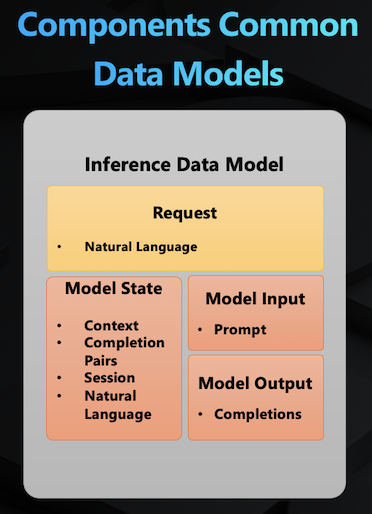 Components Common
Data Models
Inference Data Model
Request
• Natural Language
Model State
• Context
• Completion
Pairs
• Session
• Natural
Language
Model Input
• Prompt
Model Output
• Completions